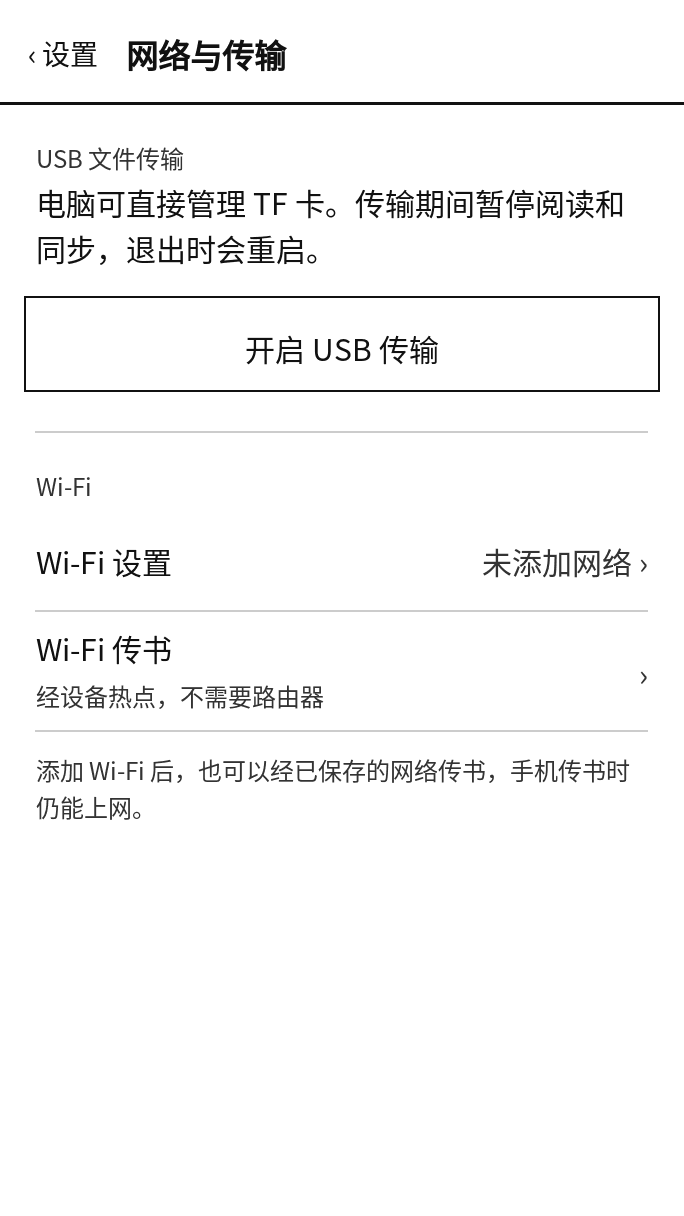 ‹ 设置 网络与传输
USB 文件传输
电脑可直接管理 TF 卡。传输期间暂停阅读和
同步，退出时会重启。
开启 USB 传输
Wi-Fi
Wi-Fi 设置 未添加网络 ›
Wi-Fi 传书
经设备热点，不需要路由器 ›
添加 Wi-Fi 后，也可以经已保存的网络传书，手机传书时
仍能上网。